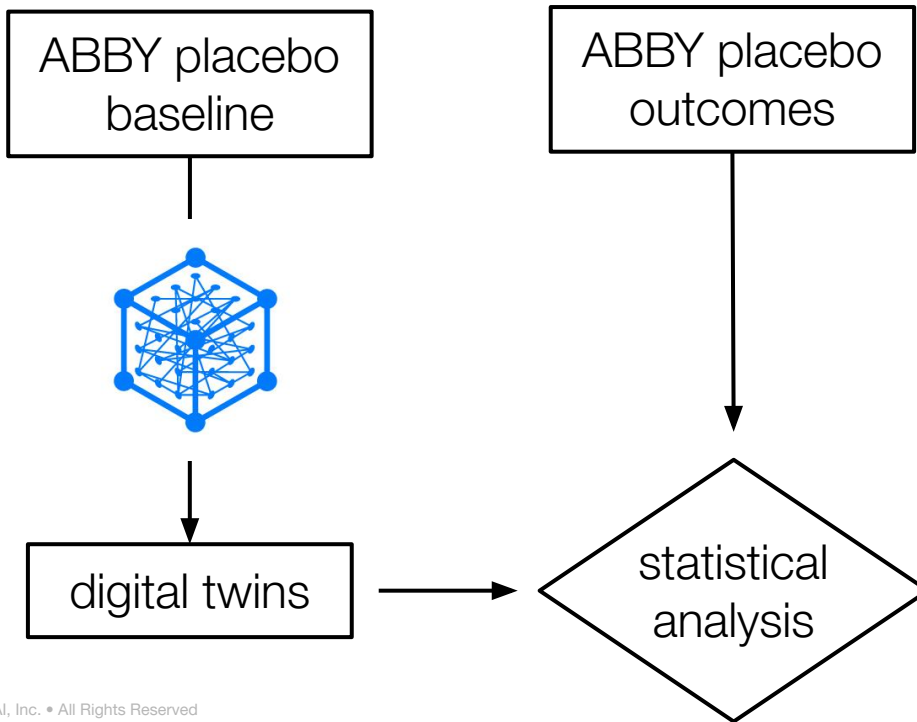 ABBY placebo
baseline
ABBY placebo
outcomes
digital twins
statistical
analysis
Inc. • All Rights Reserved